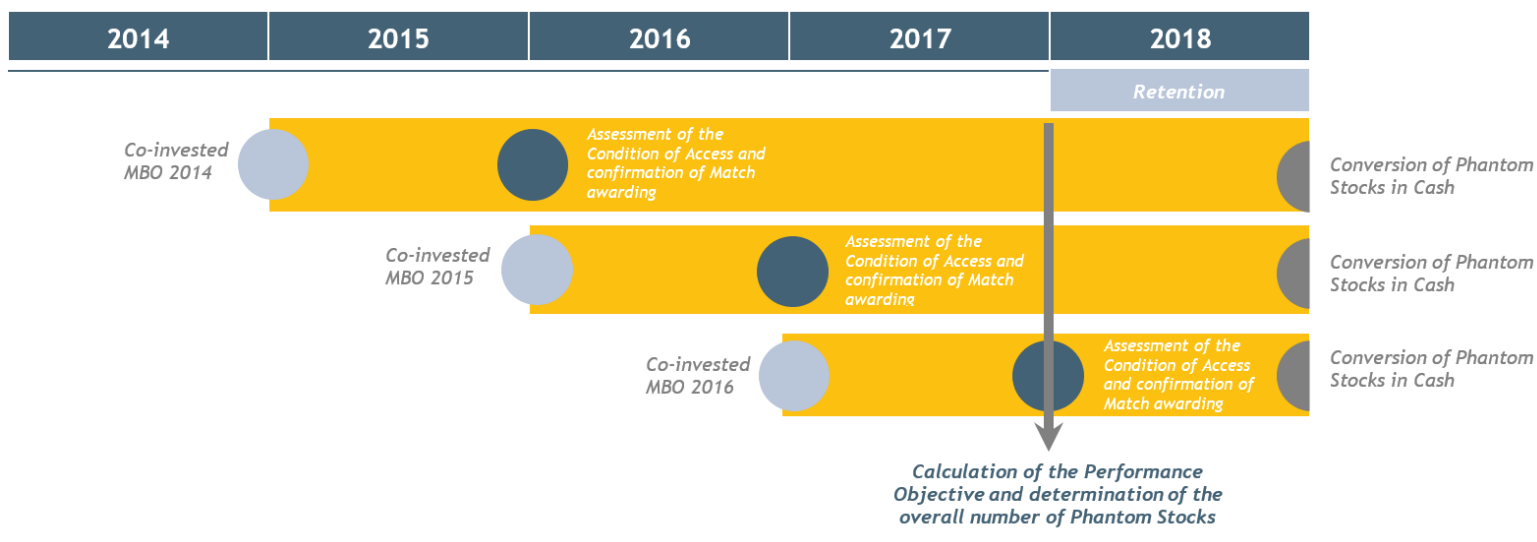 2014 2015 2016 2017 2018
Retention
Co-invested
MBO 2014
Assessment of the
Condition of Access and
confirmation of Match
awarding
Conversion of Phantom
Stocks in Cash
Co-invested
MBO 2015
Assessment of the
Condition of Access and
confirmation of Match
awarding
Conversion of Phantom
Stocks in Cash
Co-invested
MBO 2016
Assessment of the
Condition of Access
and confirmation of
Match awarding
Conversion of Phantom
Stocks in Cash
Calculation of the Performance
Objective and determination of the
overall number of Phantom Stocks